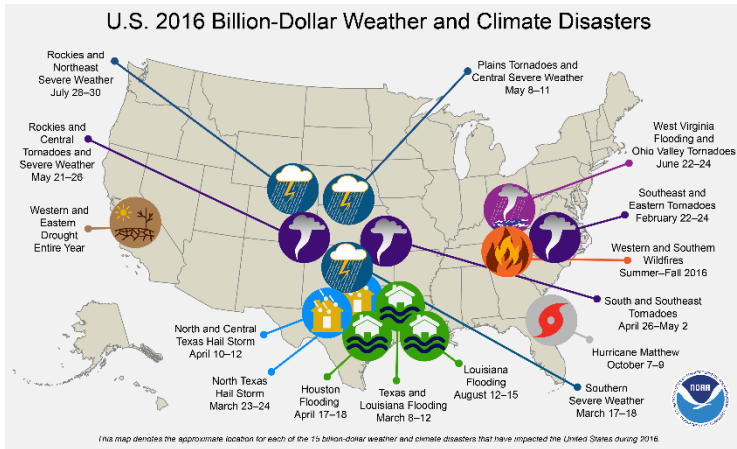 U.S. 2016 Billion-Dollar Weather and Climate Disasters
Rockies and
Northeast
Severe Weather
July 28–30
Plains Tornadoes and
Central Severe Weather
May 8–11
Rockies and
Central
Tornadoes and
Severe Weather
May 21–26
West Virginia
Flooding and
Ohio Valley Tornadoes
June 22–24
Western and
Eastern
Drought
Entire Year
Southeast and
Eastern Tornadoes
February 22–24
Western and Southern
Wildfires
Summer–Fall 2016
South and Southeast
Tornadoes
April 26–May 2
North and Central
Texas Hail Storm
April 10–12
Hurricane Matthew
October 7–9
North Texas
Hail Storm
March 23–24
Houston
Flooding
April 17–18
Texas and
Louisiana Flooding
March 8–12
Louisiana
Flooding
August 12–15
Southern
Severe Weather
March 17–18
NOAA
This map denotes the approximate location for each of the 15 billion-dollar weather and climate disasters that have impacted the United States during 2016.